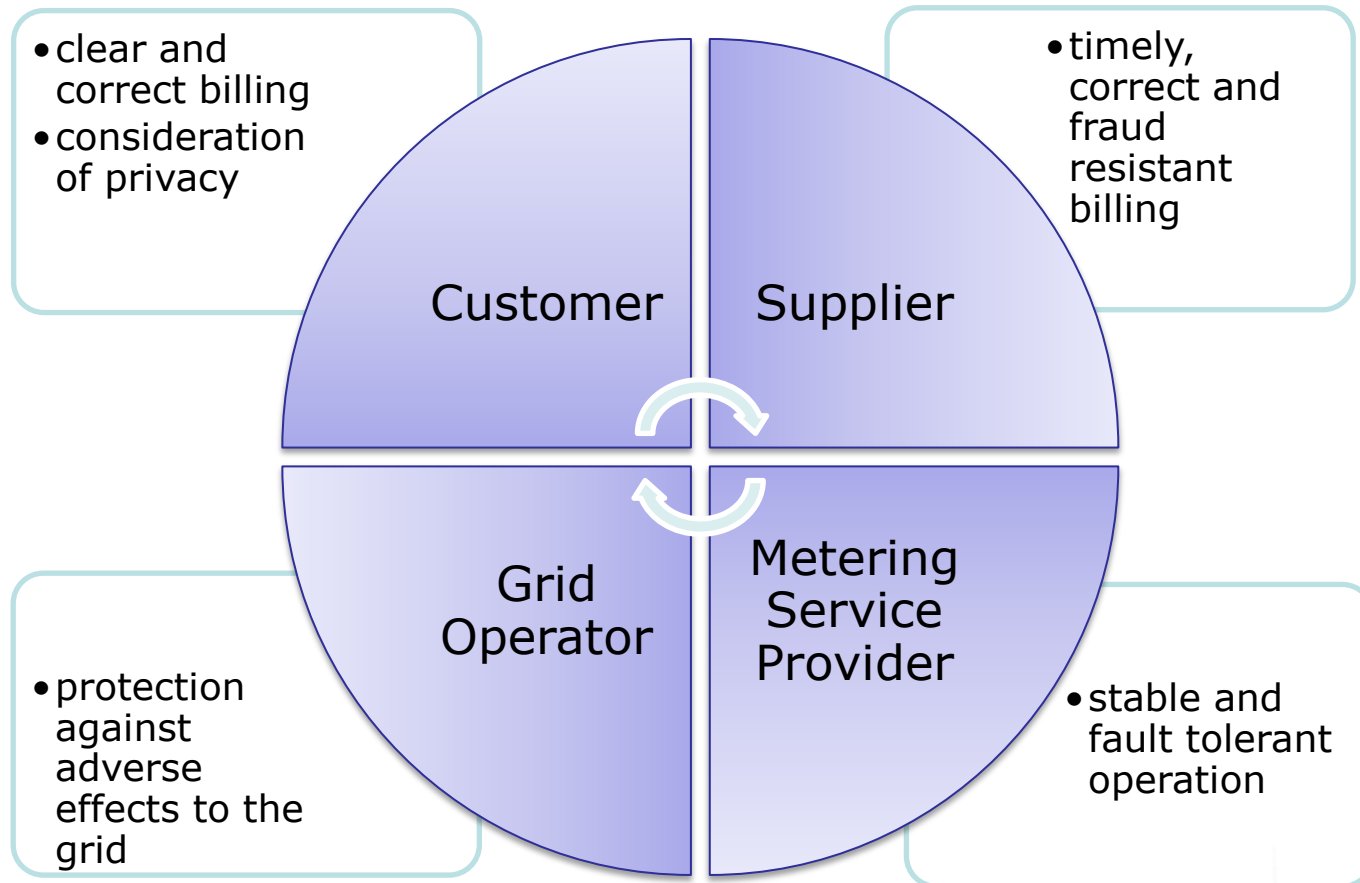 •clear and
correct billing
•consideration
of privacy
Customer
•timely,
correct and
fraud
resistant
billing
Supplier
Grid
Operator
•protection
against
adverse
effects to the
grid
Metering
Service
Provider
•stable and
fault tolerant
operation